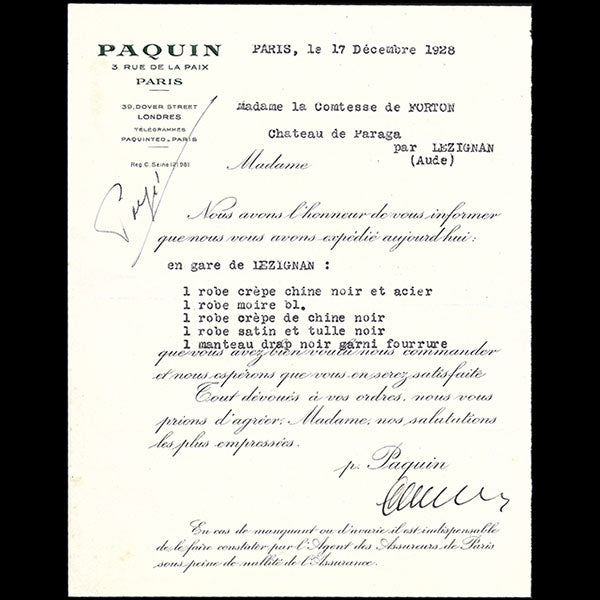 PAQUIN
3 RUE DE LA PAIX
PARIS
39, DOVER STREET
LONDRES
TÉLÉGRAMMES
PAQUINTED_PARIS
Reg. C. Seine 121981
PARIS, le 17 Décembre 1928
Madame la Comtesse de FORTON
Chateau de Paraga
par LEZIGNAN
(Aude)
Madame
Nous avons l'honneur de vous informer
que nous vous avons expédié aujourd'hui:
en gare de LEZIGNAN :
1 robe crèpe chine noir et acier
1 robe moire bl.
1 robe crèpe de chine noir
1 robe satin et tulle noir
1 manteau drap noir garni fourrure
que vous avez bien voulu nous commander
et nous espérons que vous en serez satisfaite
Tout dévoués à vos ordres, nous vous
prions d'agréer, Madame, nos salutations
les plus empressées.
p. Paquin
En cas de manquant ou d'avarie il est indispensable
de le faire constater par l'Agent des Assureurs de Paris
sous peine de nullité de l'Assurance.